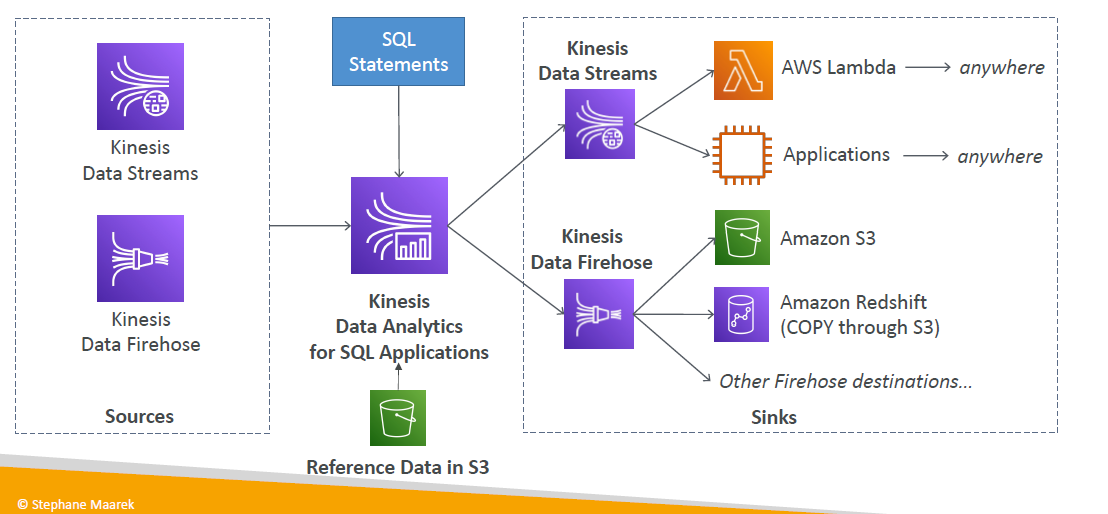 Kinesis
Data Streams
Kinesis
Data Firehose
Sources
SQL
Statements
Kinesis
Data Analytics
for SQL Applications
Reference Data in S3
Kinesis
Data Streams
AWS Lambda
anywhere
Applications
anywhere
Kinesis
Data Firehose
Amazon S3
Amazon Redshift
(COPY through S3)
Other Firehose destinations...
Sinks
© Stephane Maarek